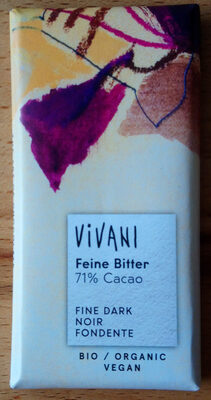 ViVANI
Feine Bitter
71% Cacao
FINE DARK
NOIR
FONDENTE
BIO / ORGANIC
VEGAN